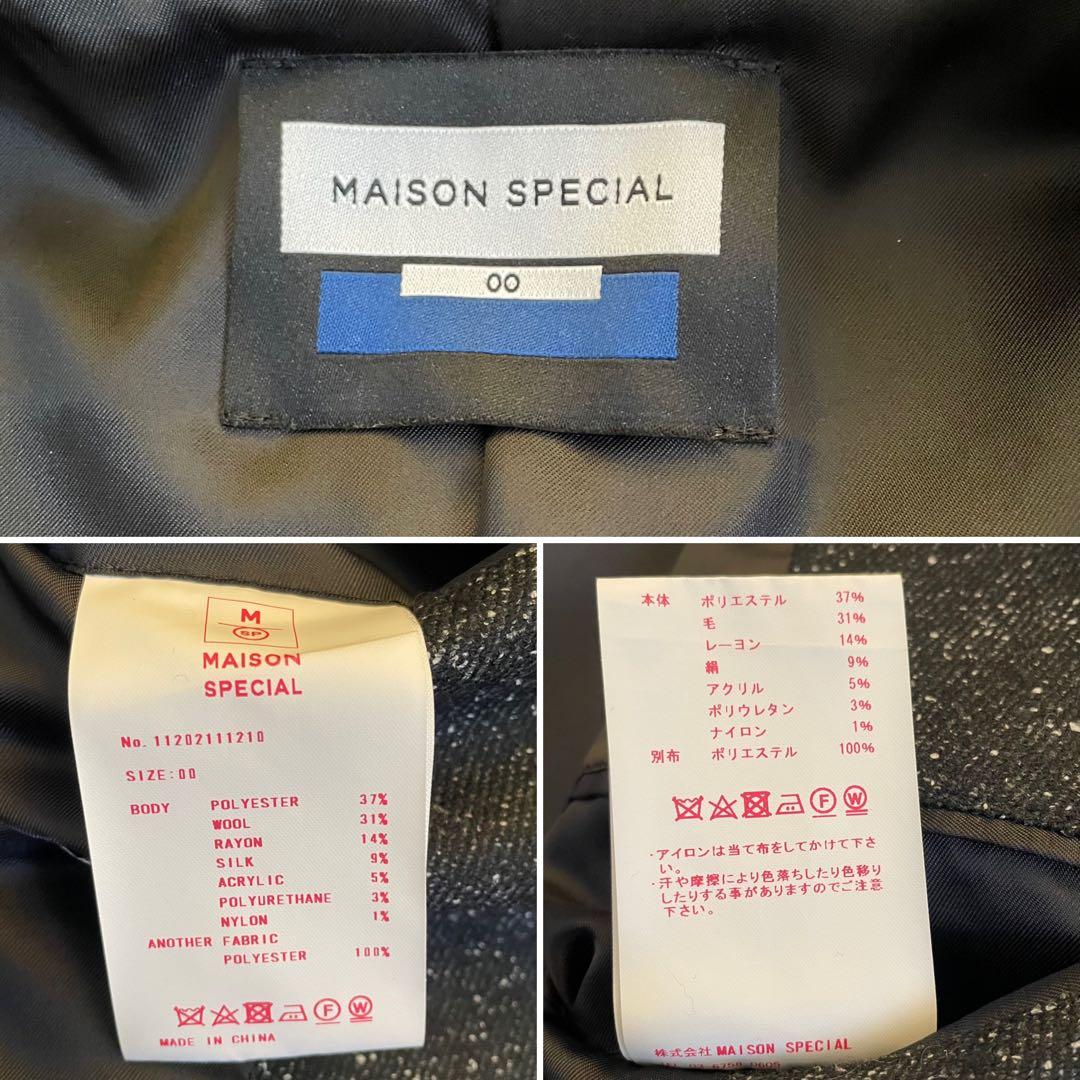 MAISON SPECIAL
00
M
SP
MAISON
SPECIAL
No. 11202111210
SIZE:00
BODY POLYESTER 37%
WOOL 31%
RAYON 14%
SILK 9%
ACRYLIC 5%
POLYURETHANE 3%
NYLON 1%
ANOTHER FABRIC
POLYESTER 100%
F W
MADE IN CHINA
本体 ポリエステル 37%
毛 31%
レーヨン 14%
絹 9%
アクリル 5%
ポリウレタン 3%
ナイロン 1%
別布 ポリエステル 100%
F W
・アイロンは当て布をしてかけて下さ
い。
・汗や摩擦により色落ちしたり色移り
したりする事がありますのでご注意
下さい。
株式会社 MAISON SPECIAL